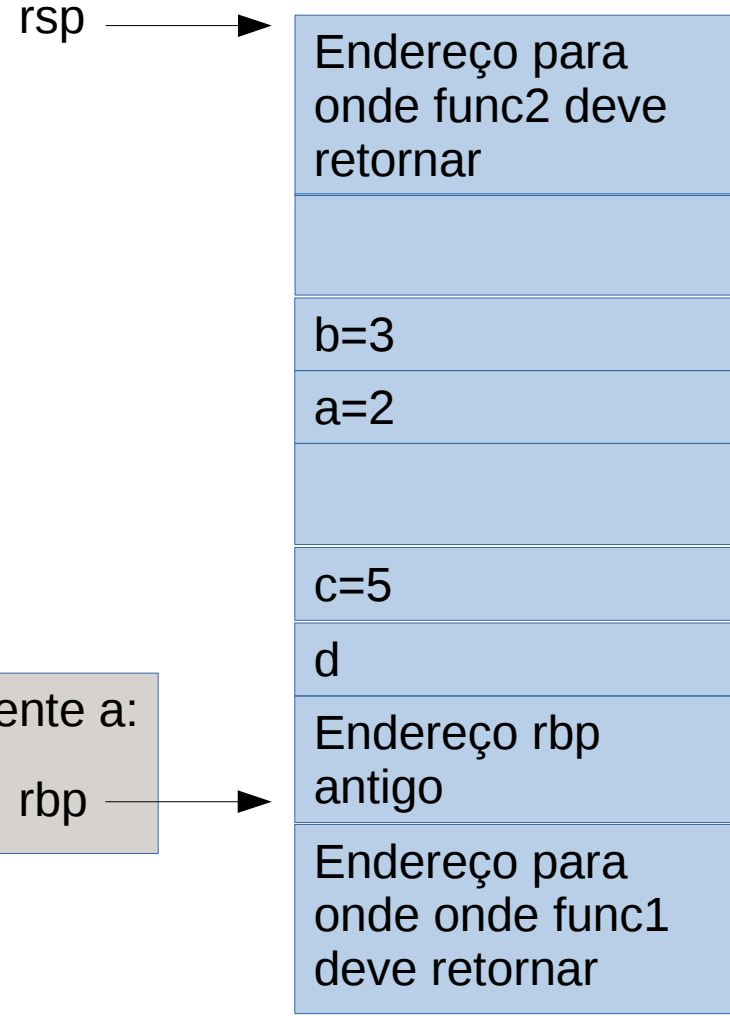 rsp
Endereço para
onde func2 deve
retornar
b=3
a=2
c=5
d
ente a:
Endereço rbp
antigo
rbp
Endereço para
onde onde func1
deve retornar